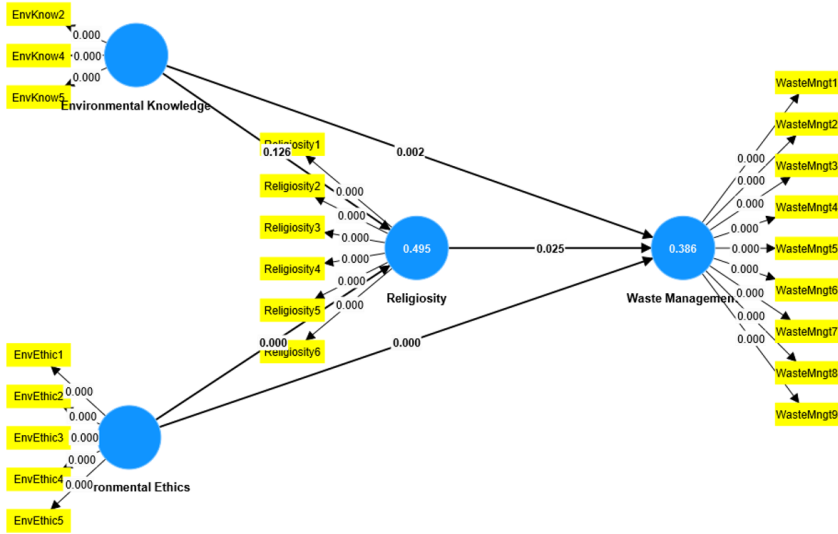 EnvKnow2
0.000
EnvKnow4
0.000
0.000
EnvKnow5
Environmental Knowledge
WasteMngt1
WasteMngt2
Religiosity1
0.126
0.002
0.000
WasteMngt3
0.000
Religiosity2
0.000
0.000
WasteMngt4
0.000
Religiosity3
0.000
0.000
0.495
0.025
0.386
0.000
WasteMngt5
0.000
Religiosity4
0.000
0.000
WasteMngt6
Religiosity
Waste Managemen
0.000
0.000
Religiosity5
0.000
WasteMngt7
0.000
0.000
0.000
Religiosity6
EnvEthic1
WasteMngt8
0.000
EnvEthic2
0.000
WasteMngt9
EnvEthic3
0.000
0.000
EnvEthic4
0.000
ronmental Ethics
EnvEthic5